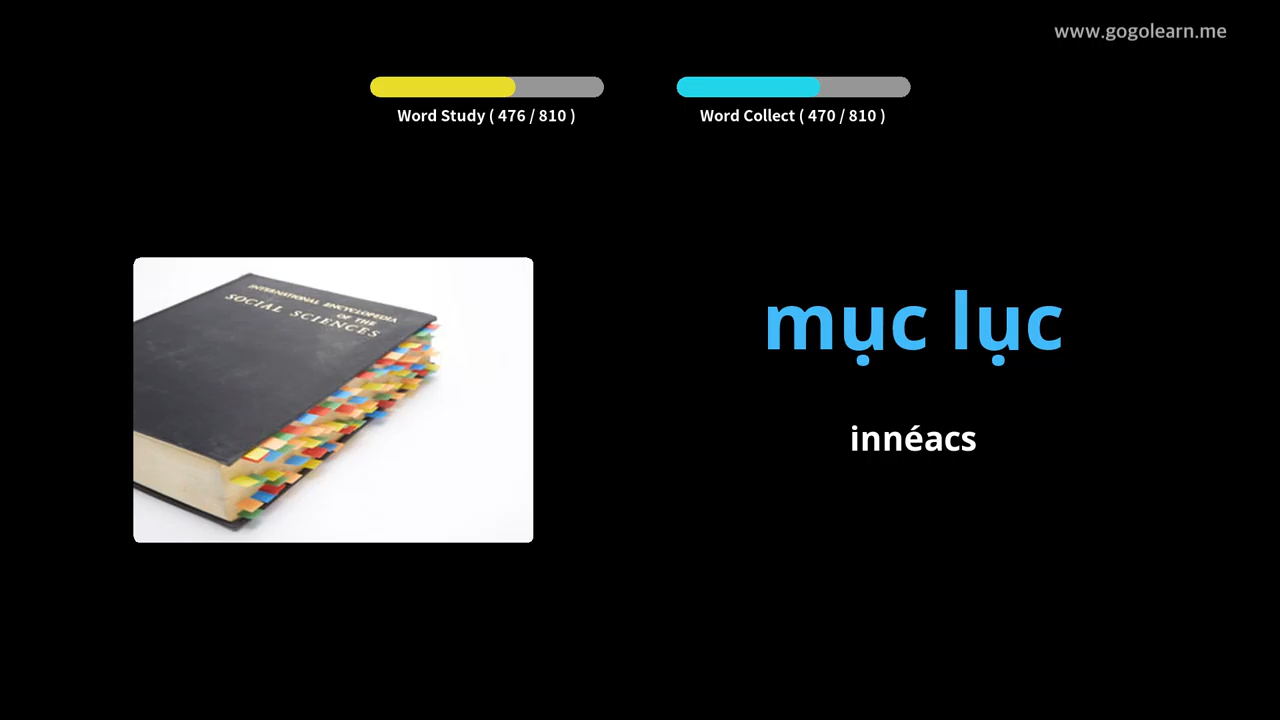 www.gogolearn.me
Word Study ( 476 / 810 )
Word Collect ( 470 / 810 )
INTERNATIONAL ENCYCLOPEDIA
OF THE
SOCIAL SCIENCES
mục lục
innéacs